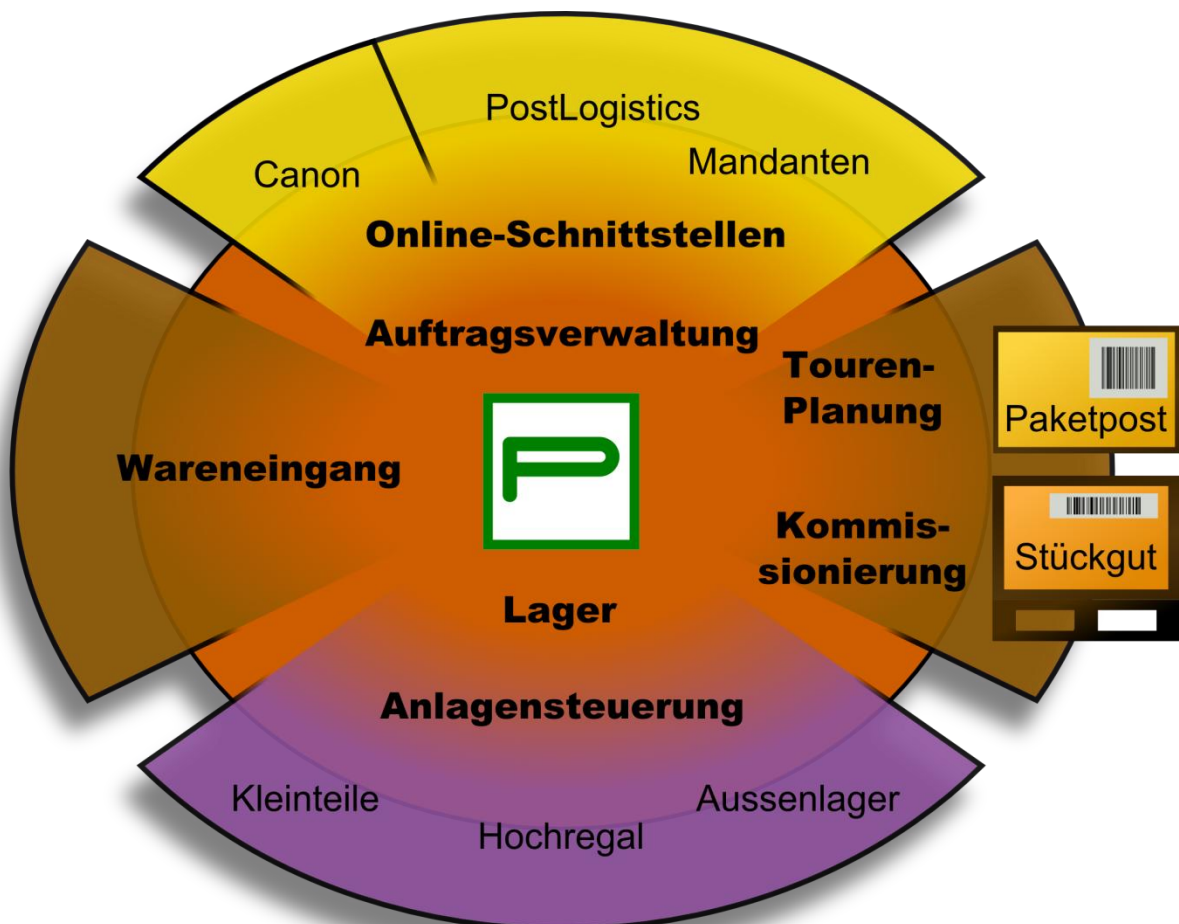 PostLogistics
Canon
Mandanten
Online-Schnittstellen
Auftragsverwaltung
Touren-
Planung
Paketpost
Wareneingang
P
Kommis-
sionierung
Stückgut
Lager
Anlagensteuerung
Kleinteile
Aussenlager
Hochregal